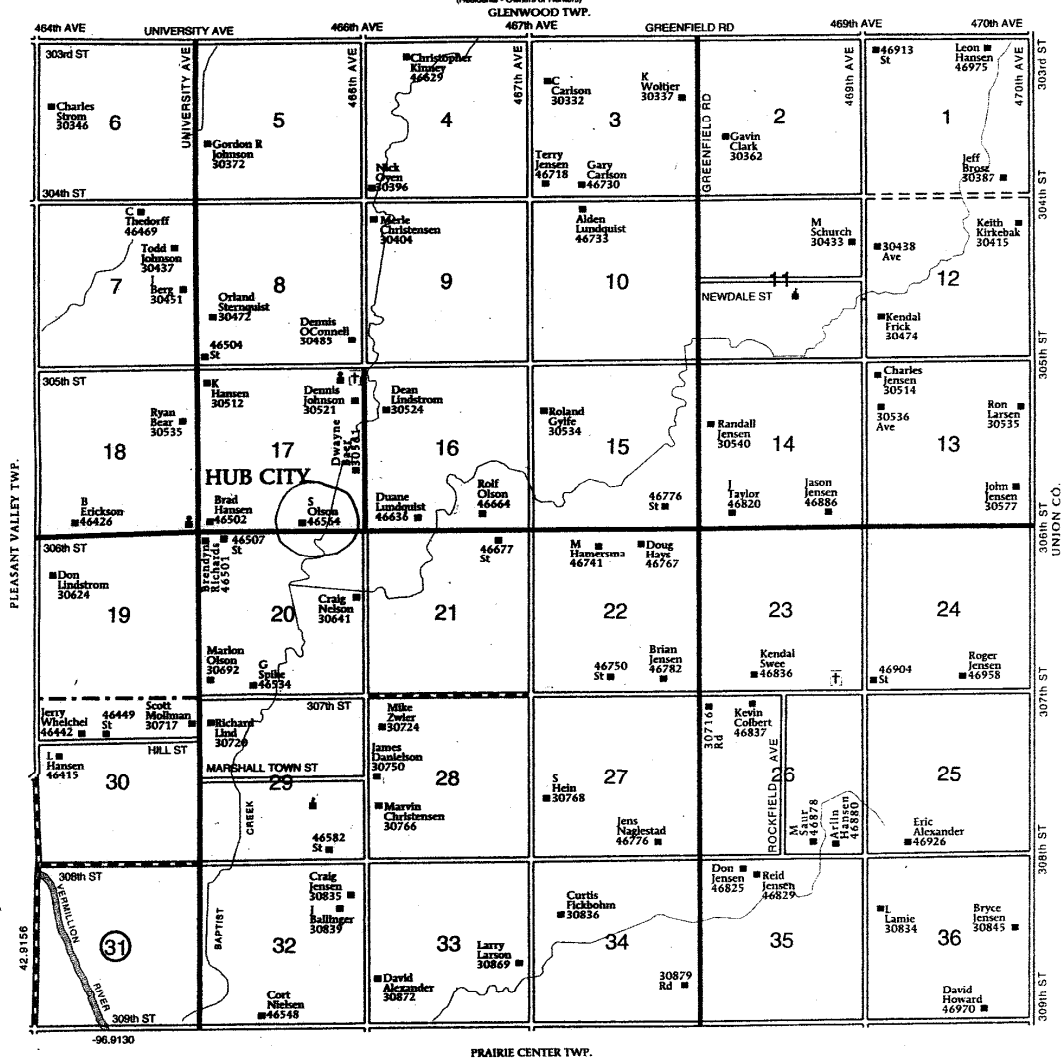 (Residents - Owners or Renters)
GLENWOOD TWP.
464th AVE
UNIVERSITY AVE
466th AVE
467th AVE
GREENFIELD RD
469th AVE
470th AVE
303rd ST
UNIVERSITY AVE
466th AVE
467th AVE
GREENFIELD RD
469th AVE
470th AVE
303rd ST
Charles
Strom
30346
6
5
Gordon R
Johnson
30372
Christopher
Kinney
46629
4
Nick
Oyen
30396
C
Carlson
30332
K
Woltjer
30337
3
Terry
Jensen
46718
Gary
Carlson
46730
2
Gavin
Clark
30362
46913
St
Leon
Hansen
46975
1
Jeff
Brosz
30387
304th ST
304th ST
C
Thedorff
46469
Todd
Johnson
30437
J
Berg
30451
7
8
Orland
Sternquist
30472
Dennis
OConnell
30485
46504
St
Merle
Christensen
30404
9
Alden
Lundquist
46733
10
M
Schurch
30433
11
NEWDALE ST
30438
Ave
Keith
Kirkebak
30415
12
Kendal
Frick
30474
305th ST
305th ST
Ryan
Bear
30535
18
B
Erickson
46426
K
Hansen
30512
Dennis
Johnson
30521
17
Dwayne
Baer
30561
HUB CITY
Brad
Hansen
46502
S
Olson
46564
Dean
Lindstrom
30524
16
Duane
Lundquist
46636
Rolf
Olson
46664
Roland
Gylfe
30534
15
46776
St
Randall
Jensen
30540
14
J
Taylor
46820
Jason
Jensen
46886
Charles
Jensen
30514
30536
Ave
Ron
Larsen
30535
13
John
Jensen
30577
PLEASANT VALLEY TWP.
UNION CO.
306th ST
306th ST
Don
Lindstrom
30624
19
Brendyn
Richards
46501
46507
St
20
Craig
Nelson
30641
Marlon
Olson
30692
G
Spike
46534
46677
St
21
M
Hamersma
46741
Doug
Hays
46767
22
46750
St
Brian
Jensen
46782
23
Kendal
Swee
46836
24
46904
St
Roger
Jensen
46958
307th ST
307th ST
Jerry
Whelchel
46442
46449
St
Scott
Mollman
30717
HILL ST
L
Hansen
46415
30
Richard
Lind
30720
MARSHALL TOWN ST
29
CREEK
46582
St
Mike
Zwier
30724
James
Danielson
30750
28
Marvin
Christensen
30766
27
S
Hein
30768
Jens
Naglestad
46776
30716
Rd
Kevin
Colbert
46837
ROCKFIELD AVE
26
M
Saur
46878
Arlin
Hansen
46880
25
Eric
Alexander
46926
308th ST
308th ST
VERMILLION
RIVER
31
BAPTIST
Craig
Jensen
30835
J
Ballinger
30839
32
Cort
Nielsen
46548
33
Larry
Larson
30869
David
Alexander
30872
Curtis
Fickbohm
30836
34
30879
Rd
Don
Jensen
46825
Reid
Jensen
46829
35
L
Lamie
30834
Bryce
Jensen
30845
36
David
Howard
46970
309th ST
309th ST
42.9156
-96.9130
PRAIRIE CENTER TWP.